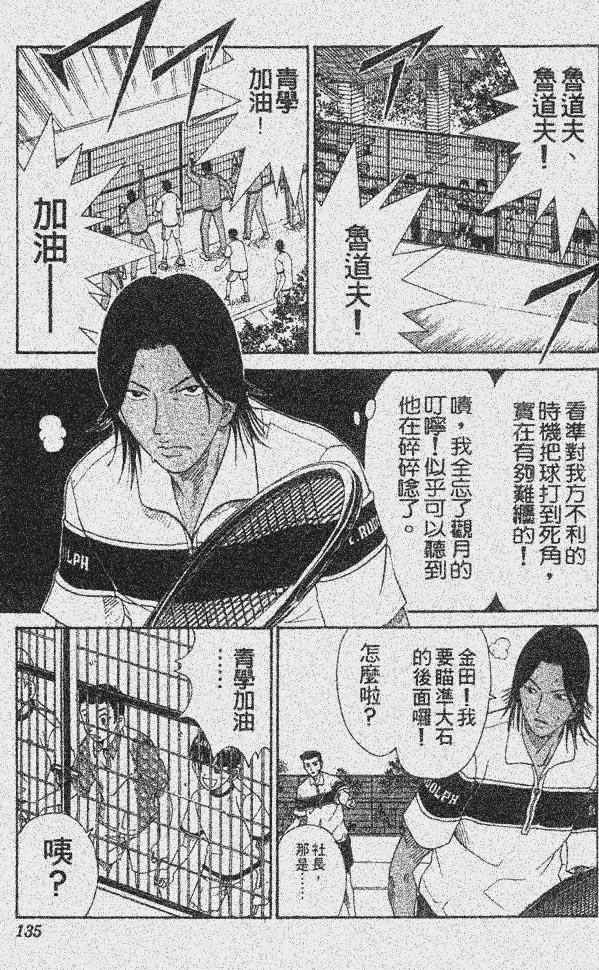 魯道夫、
魯道夫！
魯道夫！
青學
加油！
加油——
看準對我方不利的
時機把球打到死角，
實在有夠難纏的！
嘖，我全忘了觀月的
叮嚀！似乎可以聽到
他在碎碎唸了。
OLPH
RUD
金田！我
要瞄準大石
的後面囉！
怎麼啦？
DOLPH
社長，
那是……
青學加油
……
咦？
135